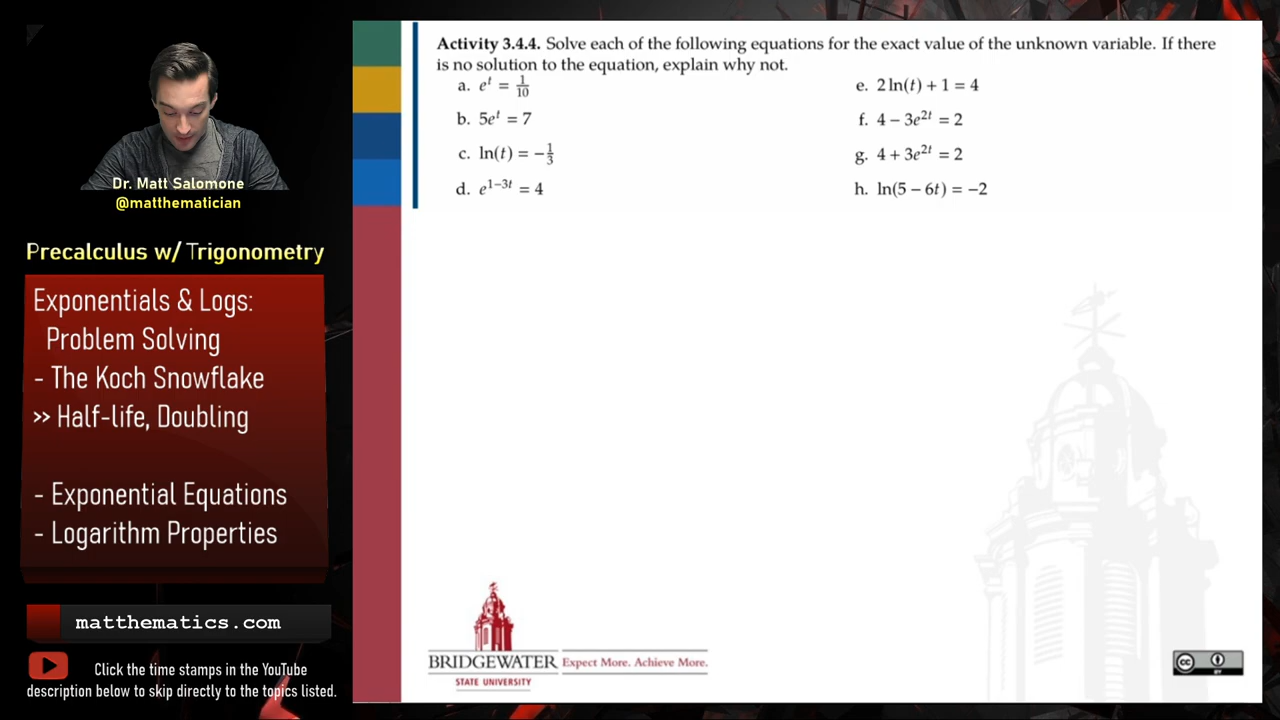 Activity 3.4.4. Solve each of the following equations for the exact value of the unknown variable. If there
is no solution to the equation, explain why not.
a. e^t = 1/10
b. 5e^t = 7
c. ln(t) = −1/3
d. e^{1−3t} = 4
e. 2 ln(t) + 1 = 4
f. 4 − 3e^{2t} = 2
g. 4 + 3e^{2t} = 2
h. ln(5 − 6t) = −2
Dr. Matt Salomone
@matthematician
Precalculus w/ Trigonometry
Exponentials & Logs:
Problem Solving
- The Koch Snowflake
>> Half-life, Doubling
- Exponential Equations
- Logarithm Properties
matthematics.com
Click the time stamps in the YouTube
description below to skip directly to the topics listed.
BRIDGEWATER
STATE UNIVERSITY
Expect More. Achieve More.
CC
BY